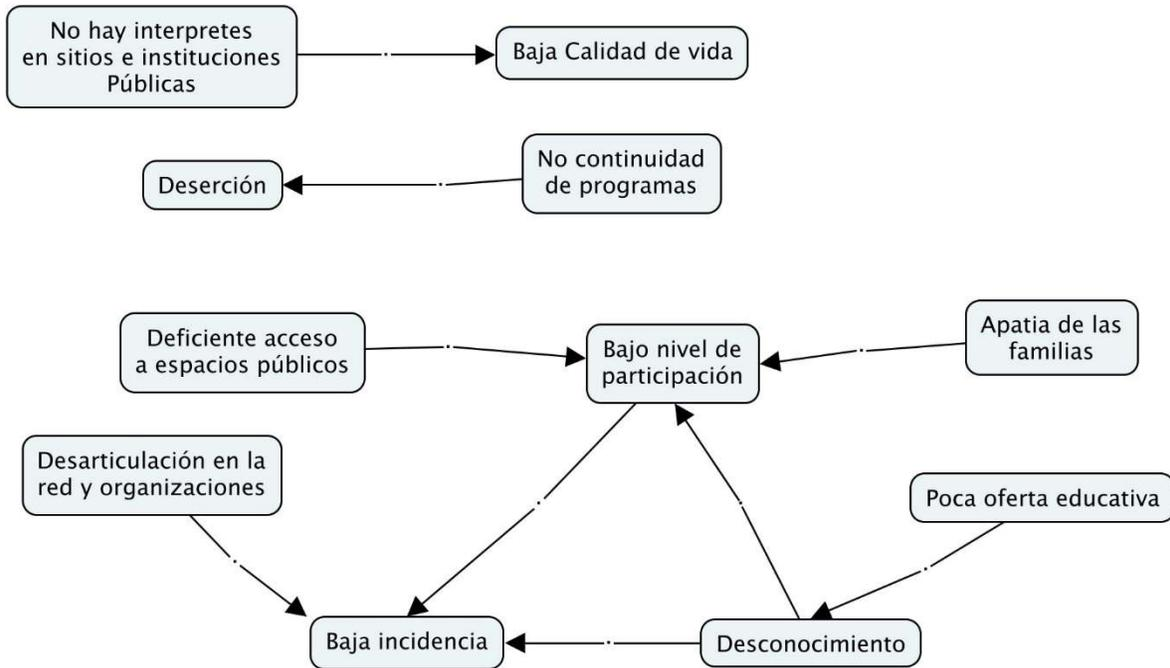 No hay interpretes
en sitios e instituciones
Públicas
Baja Calidad de vida
Deserción
No continuidad
de programas
Deficiente acceso
a espacios públicos
Bajo nivel de
participación
Apatia de las
familias
Desarticulación en la
red y organizaciones
Poca oferta educativa
Baja incidencia
Desconocimiento